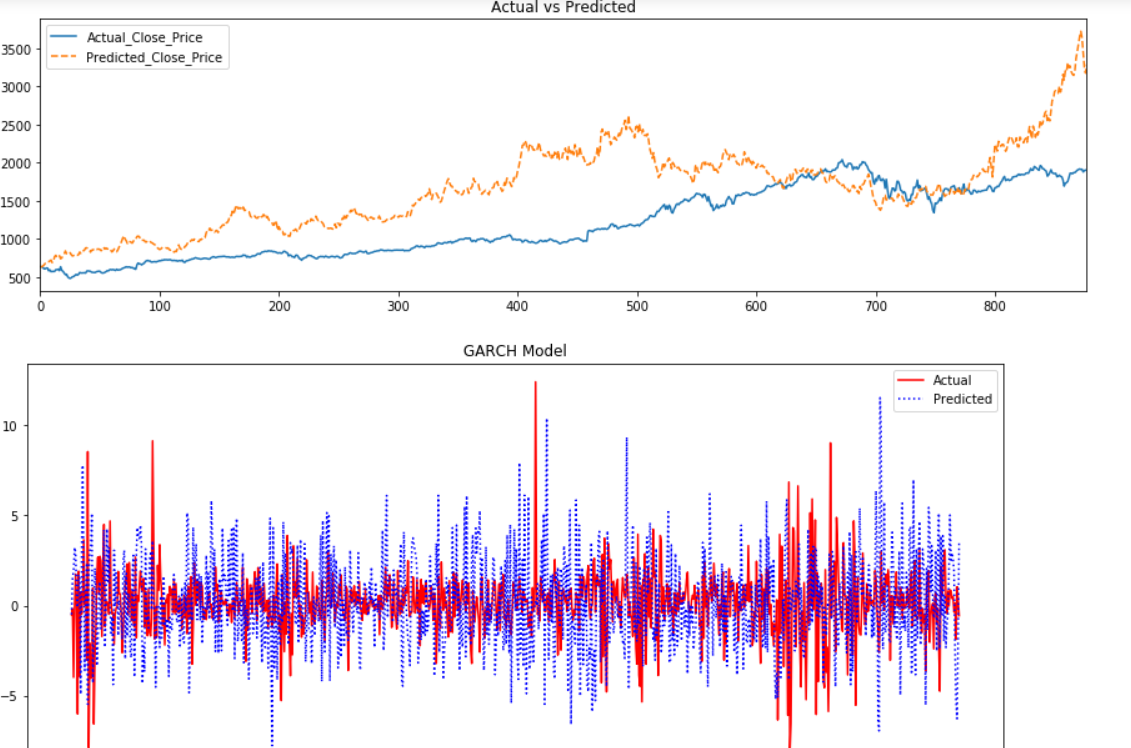 Actual vs Predicted
Actual_Close_Price
Predicted_Close_Price
3500
3000
2500
2000
1500
1000
500
0 100 200 300 400 500 600 700 800
GARCH Model
Actual
Predicted
10
5
0
−5